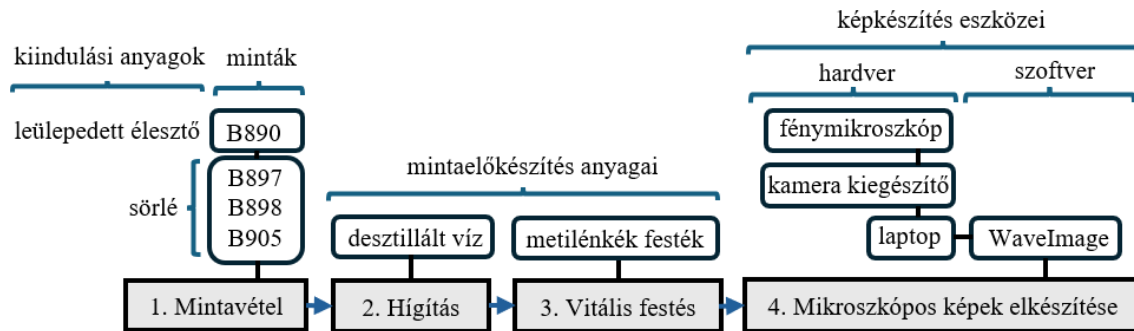 képkészítés eszközei
kiindulási anyagok
minták
hardver
szoftver
leülepedett élesztő
B890
fénymikroszkóp
sörlé
B897
B898
B905
mintaelőkészítés anyagai
kamera kiegészítő
desztillált víz
metilénkék festék
laptop
WaveImage
1. Mintavétel
2. Hígítás
3. Vitális festés
4. Mikroszkópos képek elkészítése